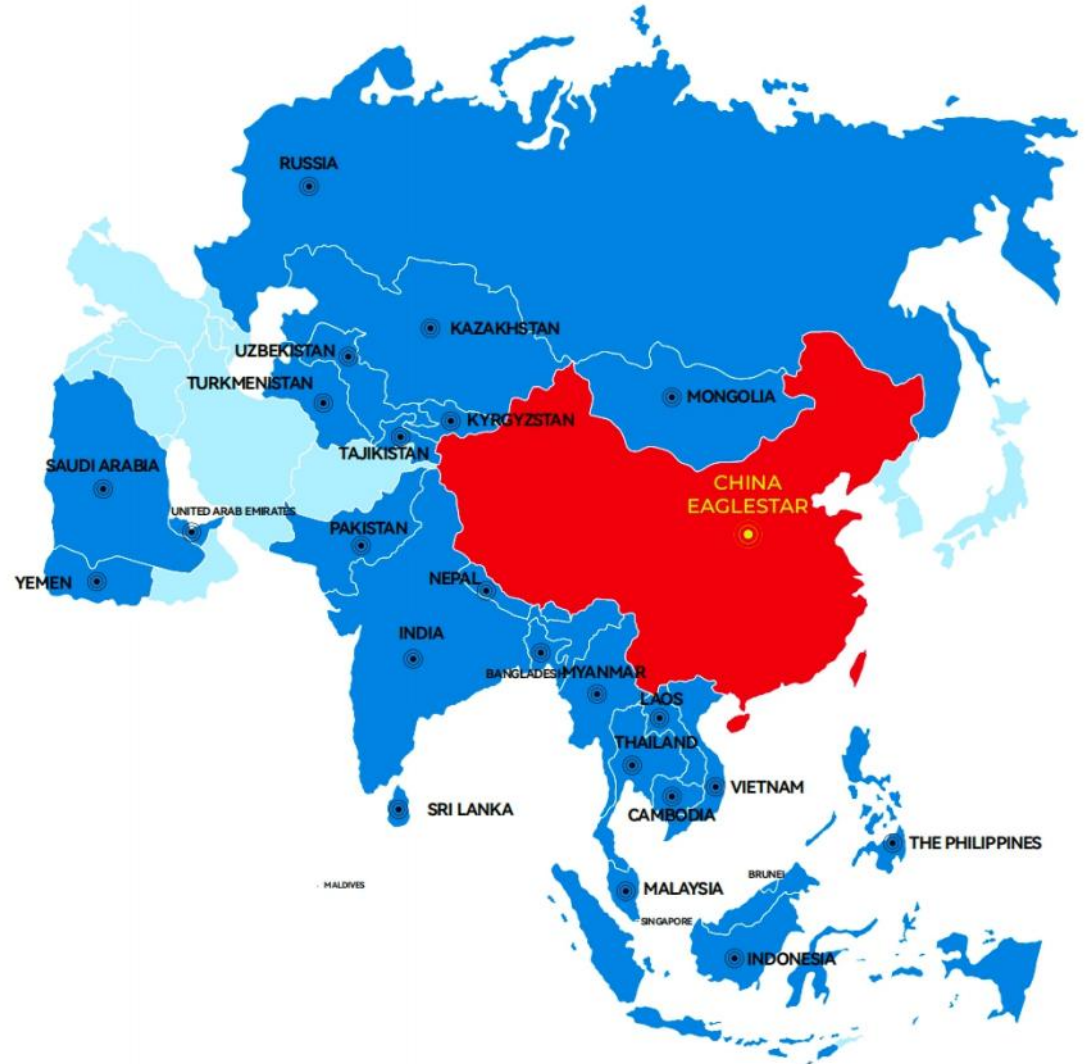 RUSSIA
KAZAKHSTAN
UZBEKISTAN
TURKMENISTAN
MONGOLIA
KYRGYZSTAN
TAJIKISTAN
SAUDI ARABIA
CHINA
EAGLESTAR
UNITED ARAB EMIRATES
PAKISTAN
YEMEN
NEPAL
INDIA
BANGLADESH
MYANMAR
LAOS
THAILAND
VIETNAM
SRI LANKA
CAMBODIA
THE PHILIPPINES
BRUNEI
MALDIVES
MALAYSIA
SINGAPORE
INDONESIA